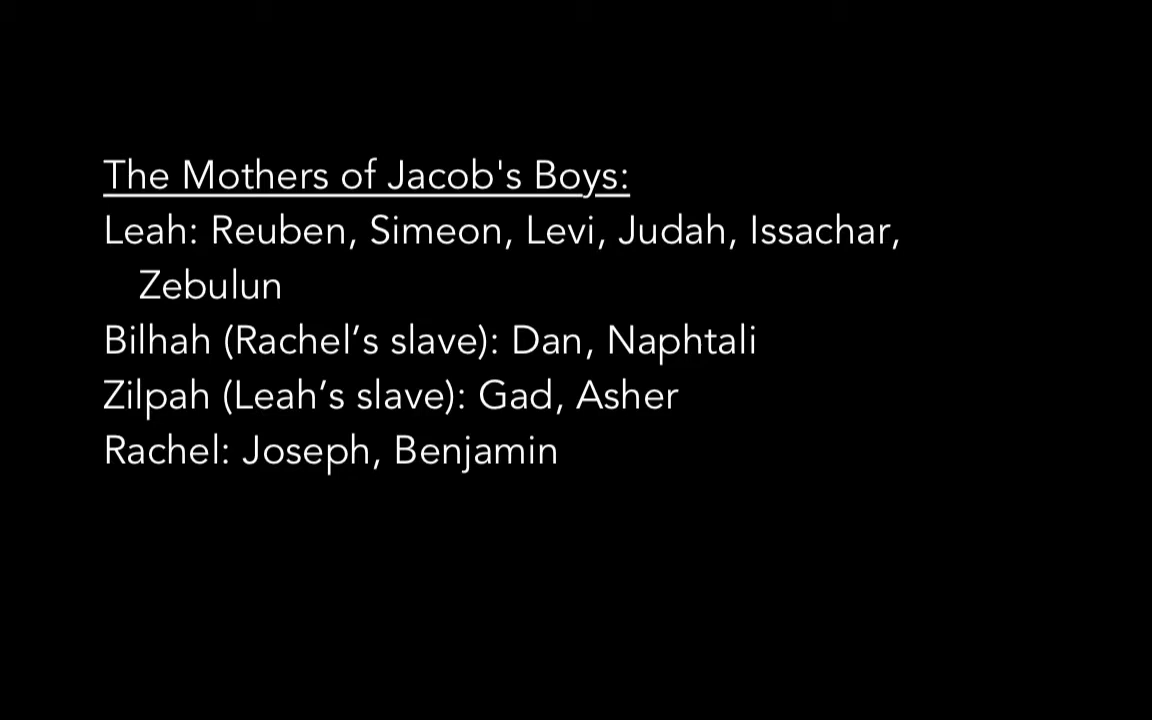 The Mothers of Jacob's Boys:
Leah: Reuben, Simeon, Levi, Judah, Issachar,
Zebulun
Bilhah (Rachel’s slave): Dan, Naphtali
Zilpah (Leah’s slave): Gad, Asher
Rachel: Joseph, Benjamin